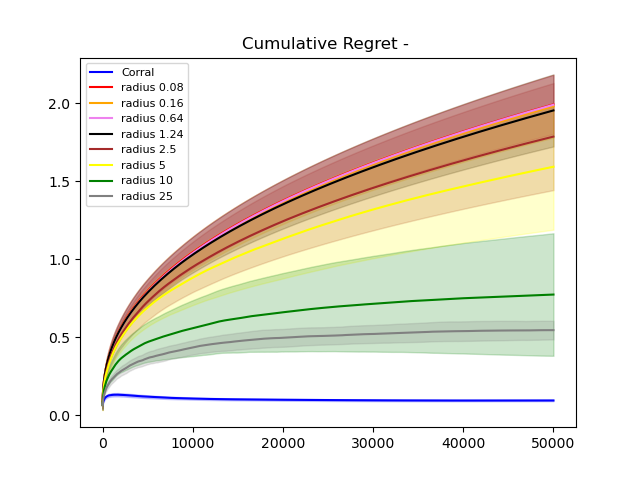 Cumulative Regret -
Corral
radius 0.08
radius 0.16
radius 0.64
radius 1.24
radius 2.5
radius 5
radius 10
radius 25
2.0
1.5
1.0
0.5
0.0
0 10000 20000 30000 40000 50000